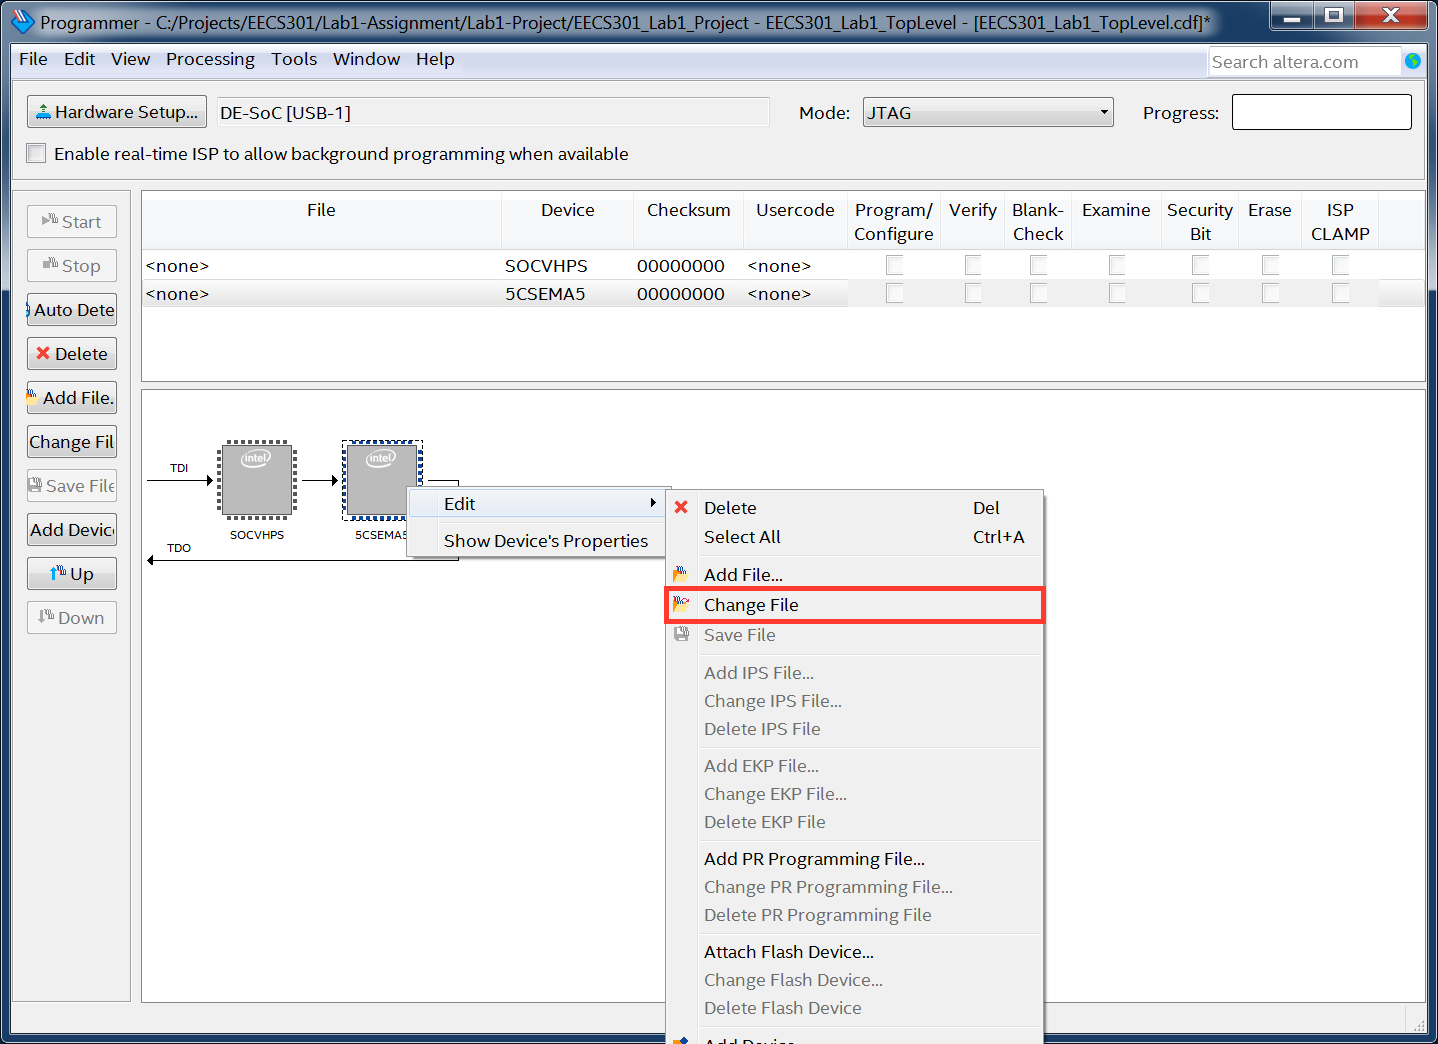 Programmer - C:/Projects/EECS301/Lab1-Assignment/Lab1-Project/EECS301_Lab1_Project - EECS301_Lab1_TopLevel - [EECS301_Lab1_TopLevel.cdf]*
File Edit View Processing Tools Window Help
Search altera.com
Hardware Setup... DE-SoC [USB-1] Mode: JTAG Progress:
Enable real-time ISP to allow background programming when available
Start
Stop
Auto Dete
Delete
Add File.
Change Fil
Save File
Add Devic
Up
Down
File Device Checksum Usercode Program/ Configure Verify Blank- Check Examine Security Bit Erase ISP CLAMP
<none> SOCVHPS 00000000 <none>
<none> 5CSEMA5 00000000 <none>
TDI
intel
intel
SOCVHPS
5CSEMA5
TDO
Edit
Show Device's Properties
Delete Del
Select All Ctrl+A
Add File...
Change File
Save File
Add IPS File...
Change IPS File...
Delete IPS File
Add EKP File...
Change EKP File...
Delete EKP File
Add PR Programming File...
Change PR Programming File...
Delete PR Programming File
Attach Flash Device...
Change Flash Device...
Delete Flash Device
Add Device